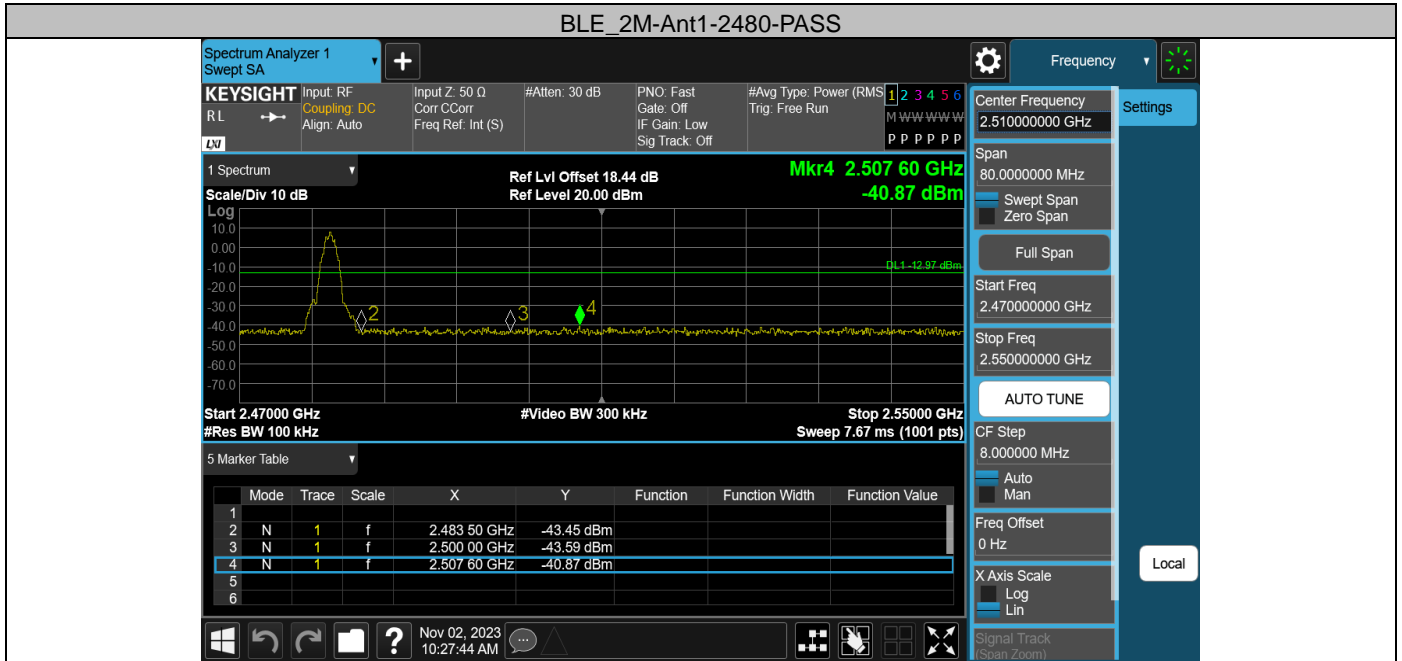 BLE_2M-Ant1-2480-PASS
Spectrum Analyzer 1
Swept SA
+
Frequency
KEYSIGHT Input: RF Input Z: 50 Ω #Atten: 30 dB PNO: Fast #Avg Type: Power (RMS 1 2 3 4 5 6
RL Coupling: DC Corr CCorr Gate: Off Trig: Free Run M W W W W W
Align: Auto Freq Ref: Int (S) IF Gain: Low
LXI Sig Track: Off P P P P P P
Center Frequency
2.510000000 GHz
Settings
1 Spectrum
Ref Lvl Offset 18.44 dB
Mkr4 2.507 60 GHz
Scale/Div 10 dB
Ref Level 20.00 dBm
-40.87 dBm
Span
80.0000000 MHz
Swept Span
Zero Span
Full Span
Start Freq
2.470000000 GHz
Stop Freq
2.550000000 GHz
AUTO TUNE
CF Step
8.000000 MHz
Auto
Man
Freq Offset
0 Hz
X Axis Scale
Log
Lin
Signal Track
(Span Zoom)
Local
Log
10.0
0.00
-10.0
DL1 -12.97 dBm
-20.0
-30.0
2 3 4
-40.0
-50.0
-60.0
-70.0
Start 2.47000 GHz #Video BW 300 kHz Stop 2.55000 GHz
#Res BW 100 kHz Sweep 7.67 ms (1001 pts)
5 Marker Table
Mode Trace Scale X Y Function Function Width Function Value
1
2 N 1 f 2.483 50 GHz -43.45 dBm
3 N 1 f 2.500 00 GHz -43.59 dBm
4 N 1 f 2.507 60 GHz -40.87 dBm
5
6
?
Nov 02, 2023
10:27:44 AM